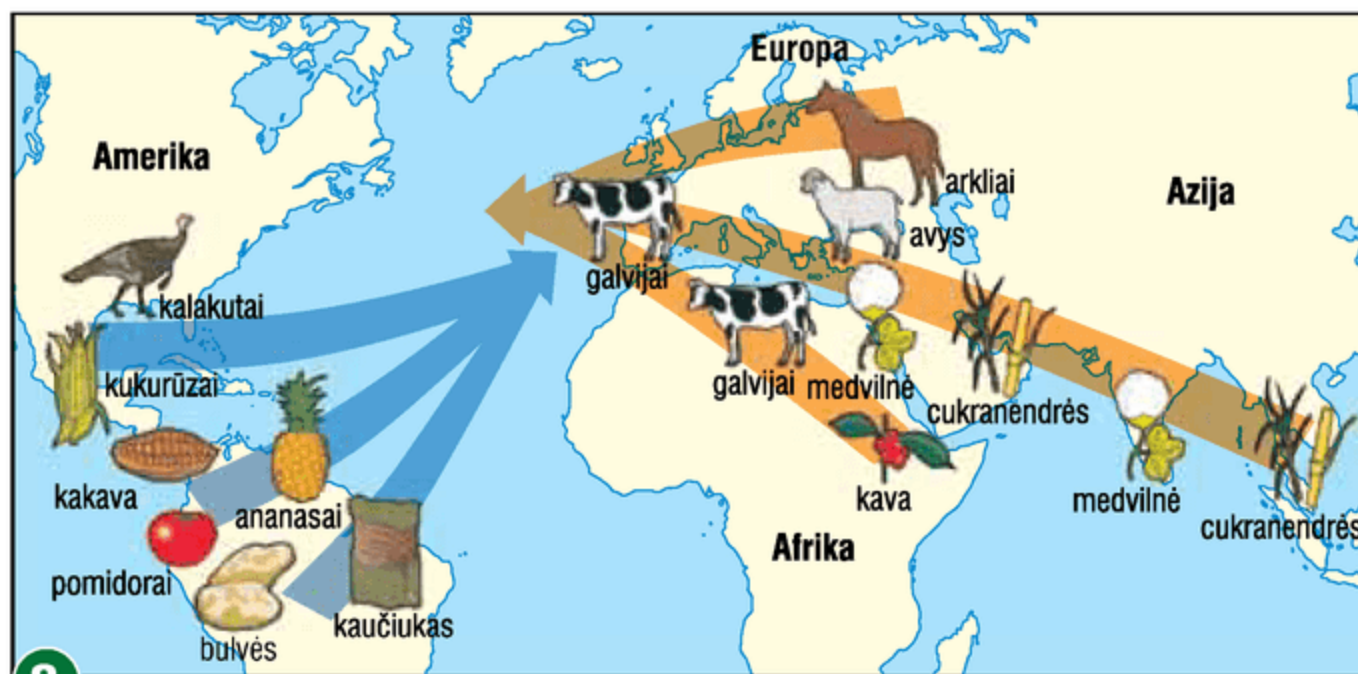 Europa
Amerika
arkliai
Azija
avys
galvijai
kalakutai
kukurūzai
galvijai
medvilnė
cukranendrės
kakava
ananasai
kava
medvilnė
cukranendrės
Afrika
pomidorai
kaučiukas
bulvės